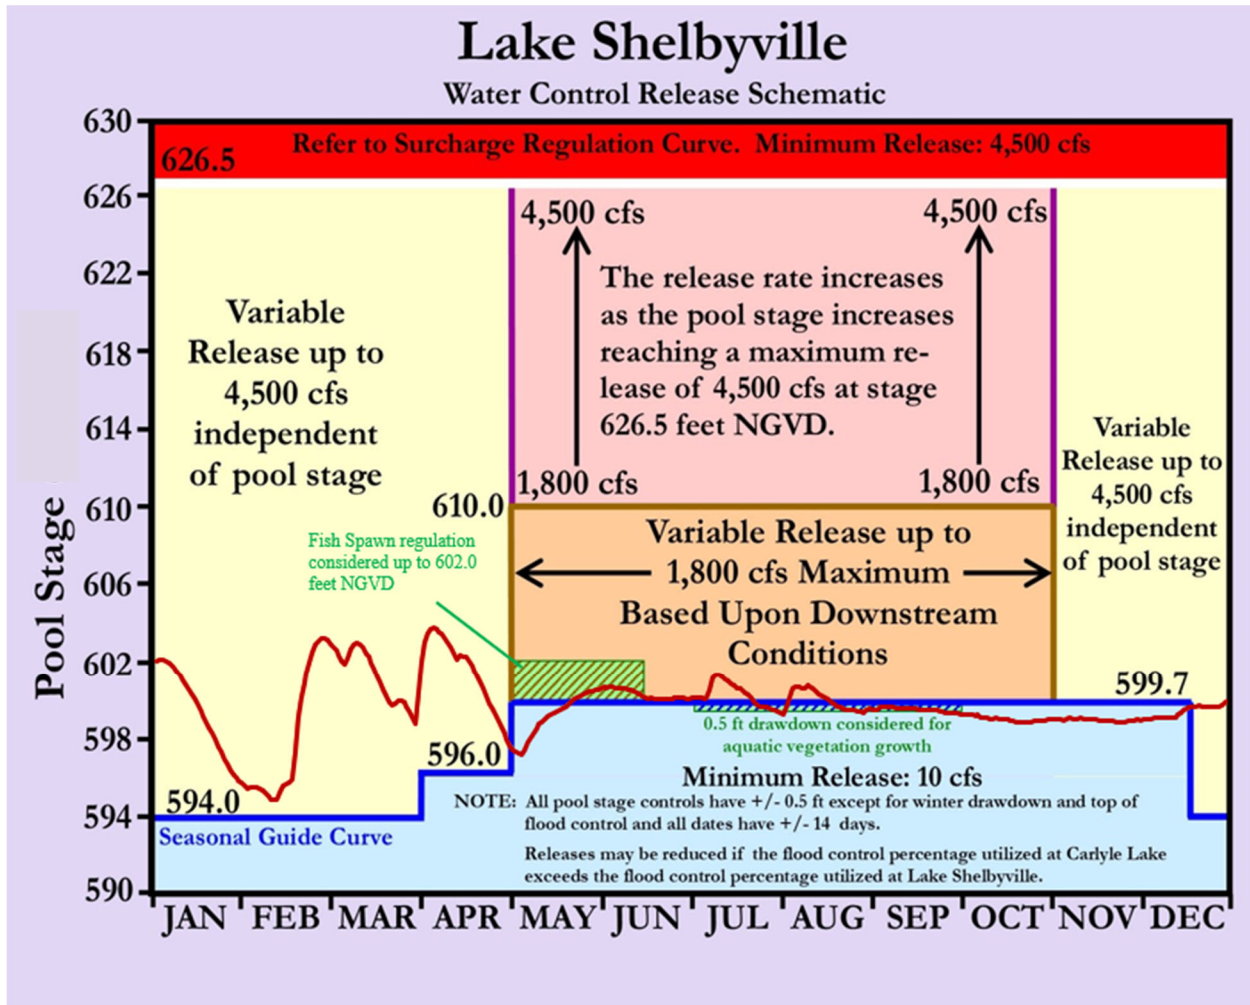 Lake Shelbyville
Water Control Release Schematic
630
626
622
618
614
610
606
602
598
594
590
Pool Stage
626.5
Refer to Surcharge Regulation Curve.  Minimum Release: 4,500 cfs
Variable
Release up to
4,500 cfs
independent
of pool stage
4,500 cfs
4,500 cfs
The release rate increases
as the pool stage increases
reaching a maximum re-
lease of 4,500 cfs at stage
626.5 feet NGVD.
1,800 cfs
1,800 cfs
Variable
Release up to
4,500 cfs
independent
of pool stage
610.0
Fish Spawn regulation
considered up to 602.0
feet NGVD
Variable Release up to
1,800 cfs Maximum
Based Upon Downstream
Conditions
599.7
0.5 ft drawdown considered for
aquatic vegetation growth
596.0
594.0
Seasonal Guide Curve
Minimum Release: 10 cfs
NOTE: All pool stage controls have +/- 0.5 ft except for winter drawdown and top of
flood control and all dates have +/- 14 days.
Releases may be reduced if the flood control percentage utilized at Carlyle Lake
exceeds the flood control percentage utilized at Lake Shelbyville.
JAN FEB MAR APR MAY JUN JUL AUG SEP OCT NOV DEC